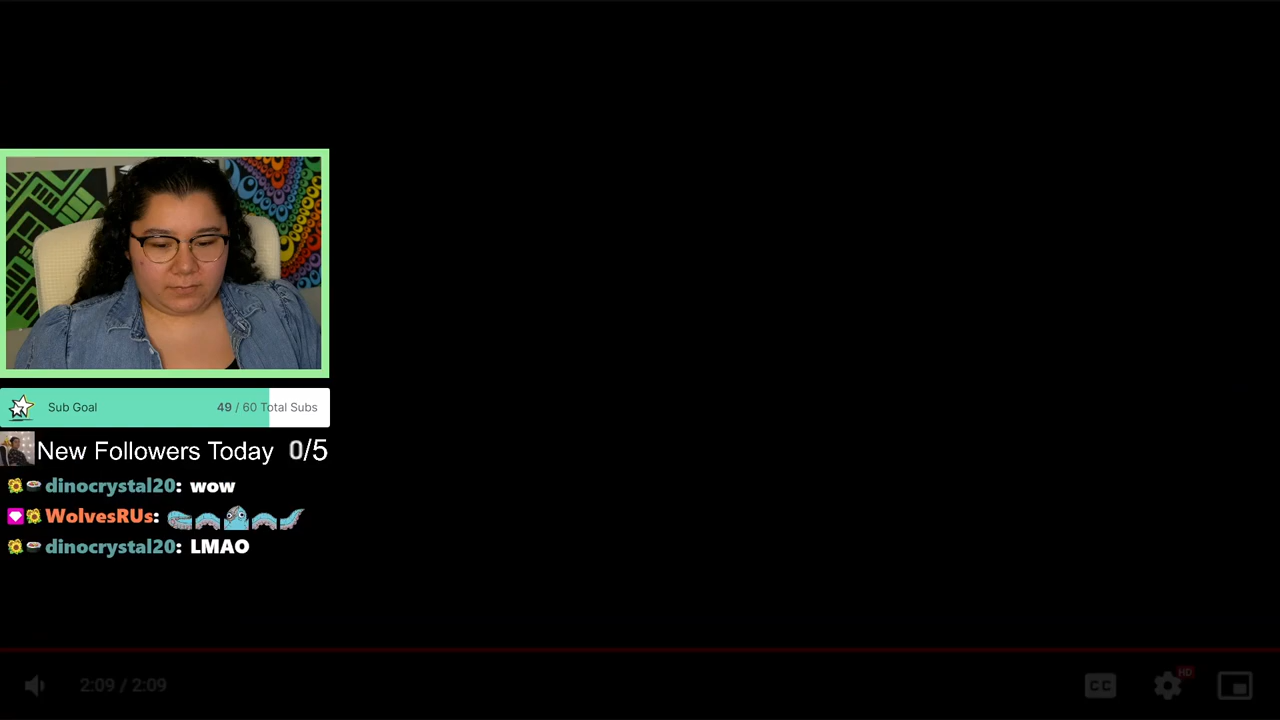 Sub Goal 49 / 60 Total Subs
New Followers Today 0/5
dinocrystal20: wow
WolvesRUs:
dinocrystal20: LMAO
2:09 / 2:09
CC
HD